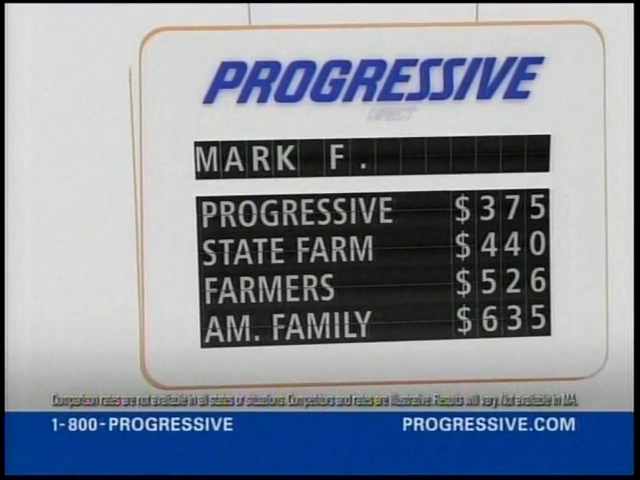 PROGRESSIVE
DIRECT
MARK F.
PROGRESSIVE $375
STATE FARM $440
FARMERS $526
AM. FAMILY $635
Comparison rates are not available in all states or situations. Competitors and rates are illustrative. Results will vary. Not available in MA.
1-800-PROGRESSIVE PROGRESSIVE.COM